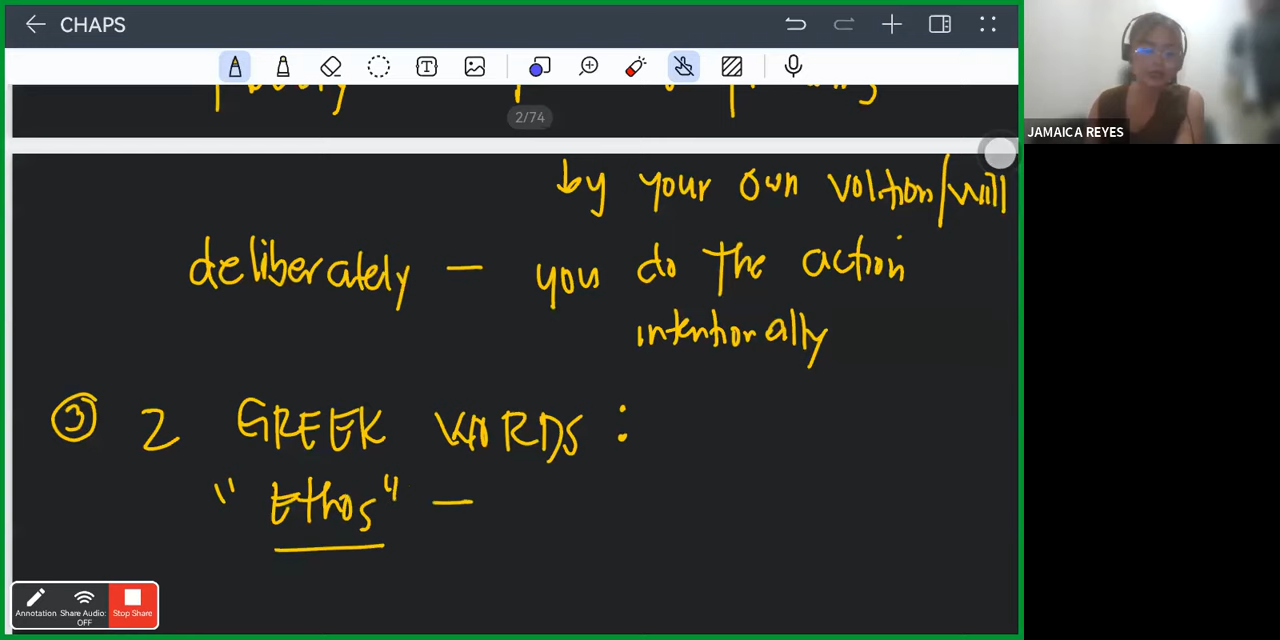 CHAPS
2/74
JAMAICA REYES
by your own volition/will
deliberately — you do the action
intentionally
③ 2 GREEK WORDS:
"Ethos" —
Annotation
Share Audio: OFF
Stop Share